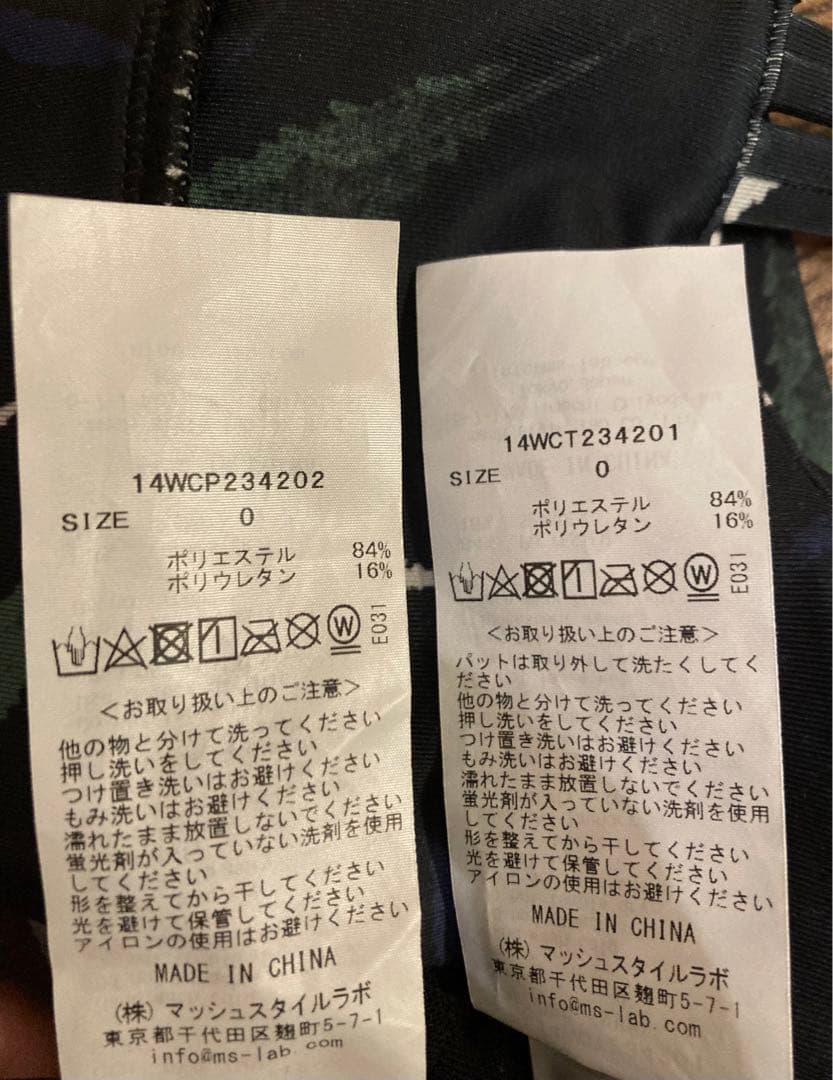 14WCP234202
SIZE 0
ポリエステル 84%
ポリウレタン 16%
W E031
<お取り扱い上のご注意>
他の物と分けて洗ってください
押し洗いをしてください
つけ置き洗いはお避けください
もみ洗いはお避けください
濡れたまま放置しないでください
蛍光剤が入っていない洗剤を使用
してください
形を整えてから干してください
光を避けて保管してください
アイロンの使用はお避けください
MADE IN CHINA
(株) マッシュスタイルラボ
東京都千代田区麹町5-7-1
info@ms-lab.com
14WCT234201
SIZE 0
ポリエステル 84%
ポリウレタン 16%
W E031
<お取り扱い上のご注意>
パットは取り外して洗たくしてく
ださい
他の物と分けて洗ってください
押し洗いをしてください
つけ置き洗いはお避けください
もみ洗いはお避けください
濡れたまま放置しないでください
蛍光剤が入っていない洗剤を使用
してください
形を整えてから干してください
光を避けて保管してください
アイロンの使用はお避けください
MADE IN CHINA
(株) マッシュスタイルラボ
東京都千代田区麹町5-7-1
info@ms-lab.com